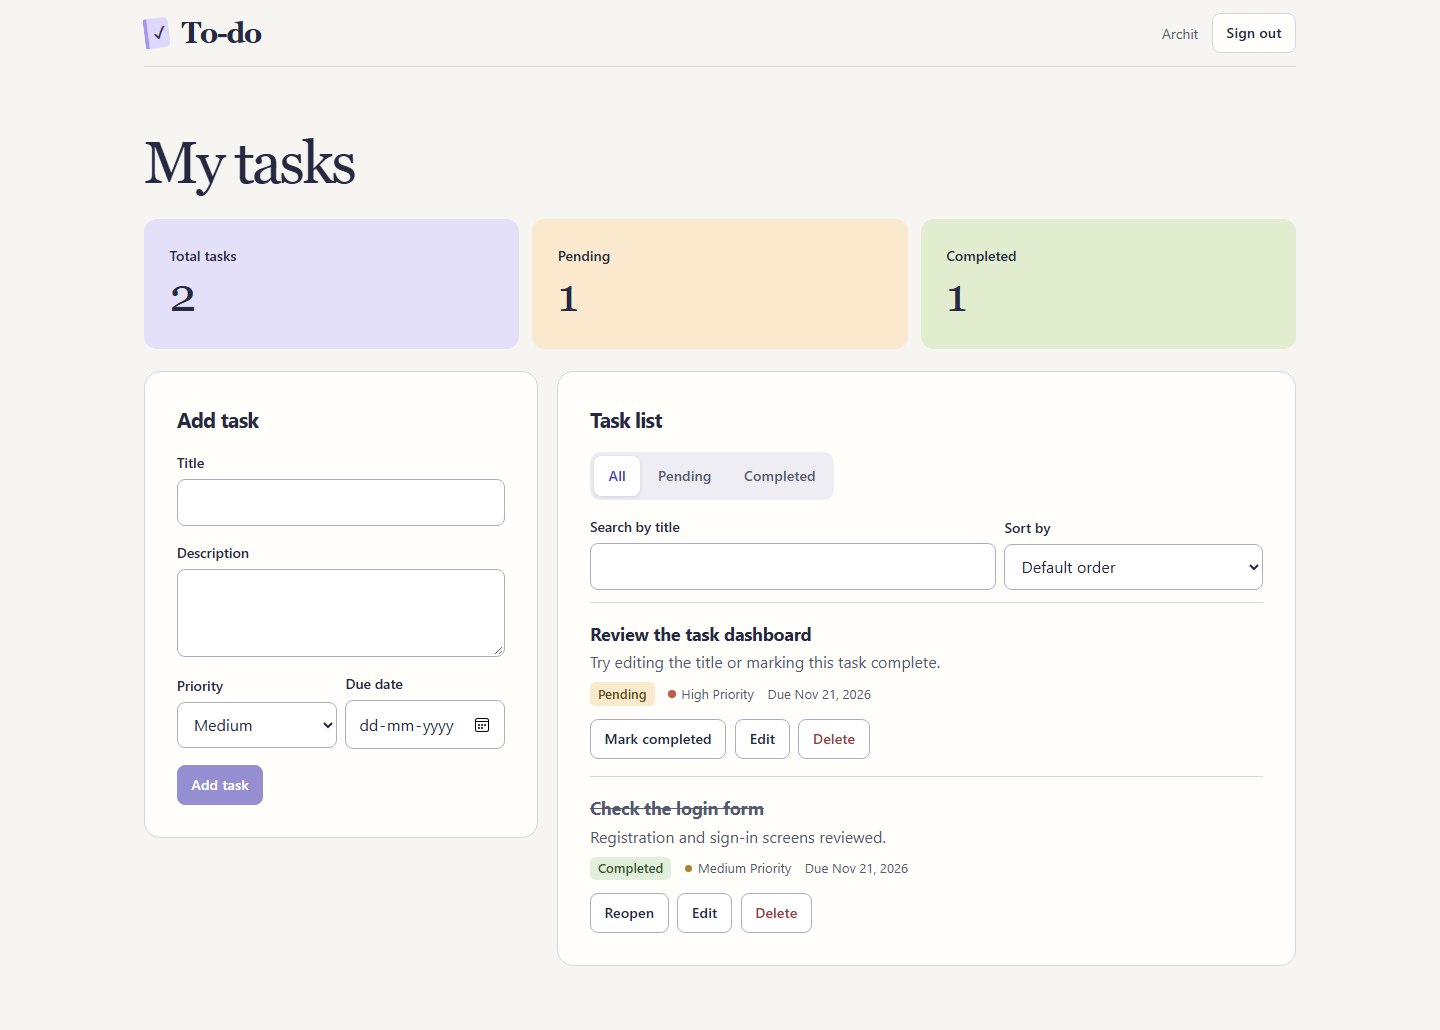 To-do
Archit
Sign out
My tasks
Total tasks
2
Pending
1
Completed
1
Add task
Title
Description
Priority
Due date
Medium
dd-mm-yyyy
Add task
Task list
All
Pending
Completed
Search by title
Sort by
Default order
Review the task dashboard
Try editing the title or marking this task complete.
Pending
High Priority
Due Nov 21, 2026
Mark completed
Edit
Delete
Check the login form
Registration and sign-in screens reviewed.
Completed
Medium Priority
Due Nov 21, 2026
Reopen
Edit
Delete